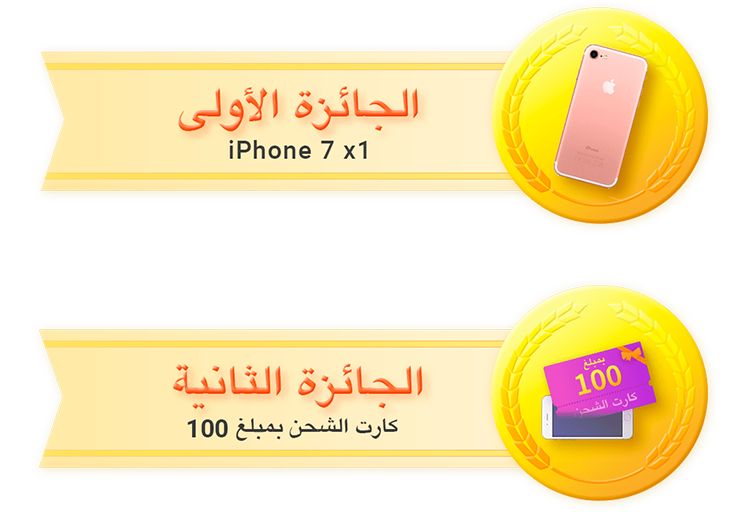 الجائزة الأولى
iPhone 7 x1
الجائزة الثانية
كارت الشحن بمبلغ 100
بمبلغ
100
كارت الشحن